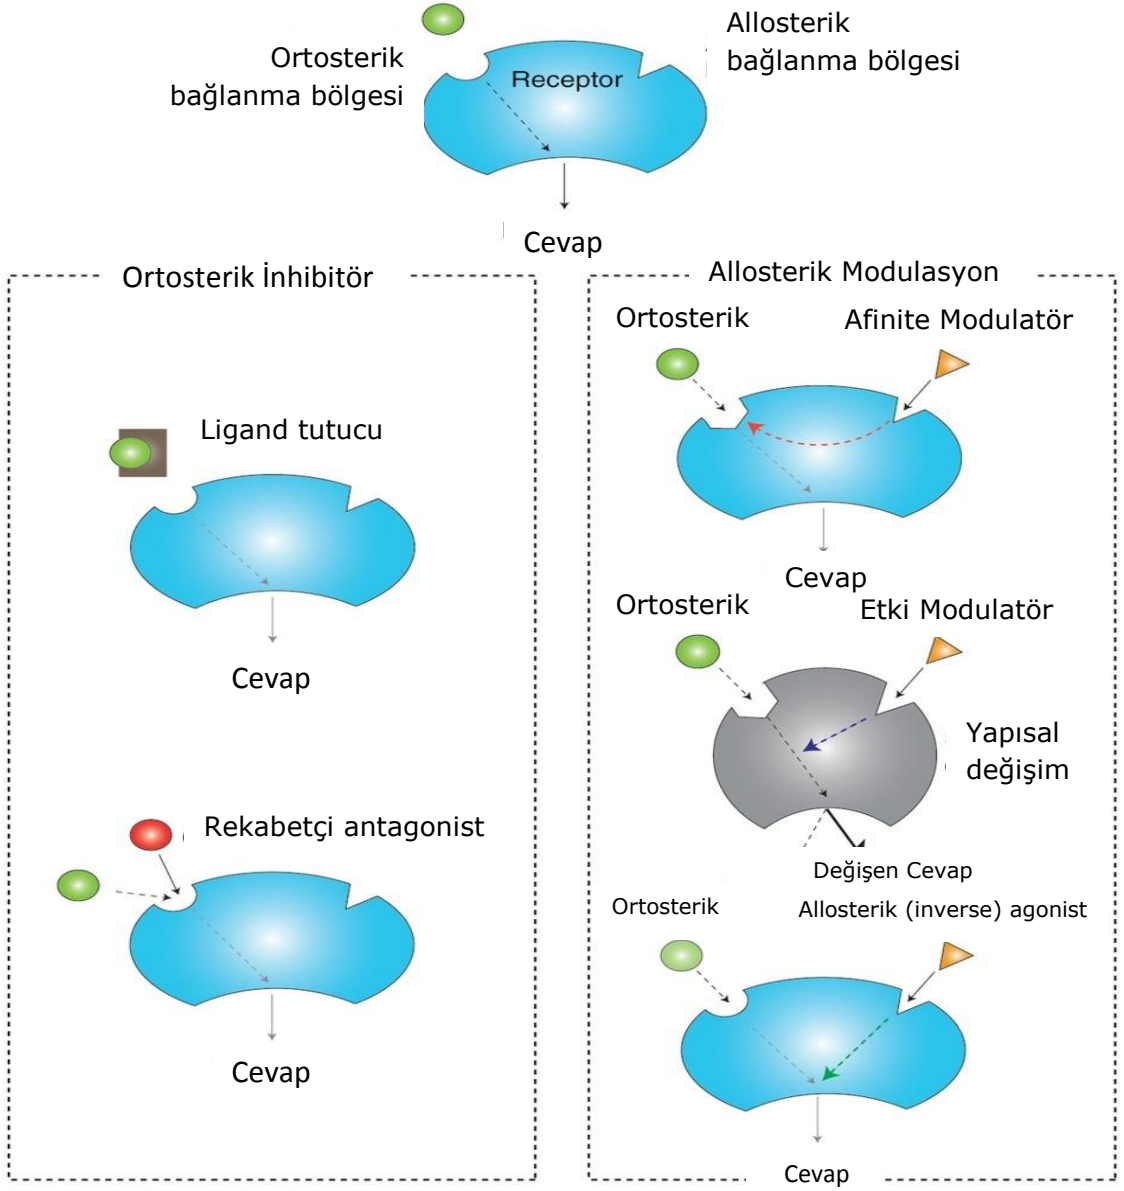 Ortosterik
bağlanma bölgesi
Allosterik
bağlanma bölgesi
Receptor
Cevap
Ortosterik İnhibitör
Ligand tutucu
Cevap
Rekabetçi antagonist
Cevap
Allosterik Modulasyon
Ortosterik
Afinite Modulatör
Cevap
Ortosterik
Etki Modulatör
Yapısal
değişim
Değişen Cevap
Ortosterik
Allosterik (inverse) agonist
Cevap